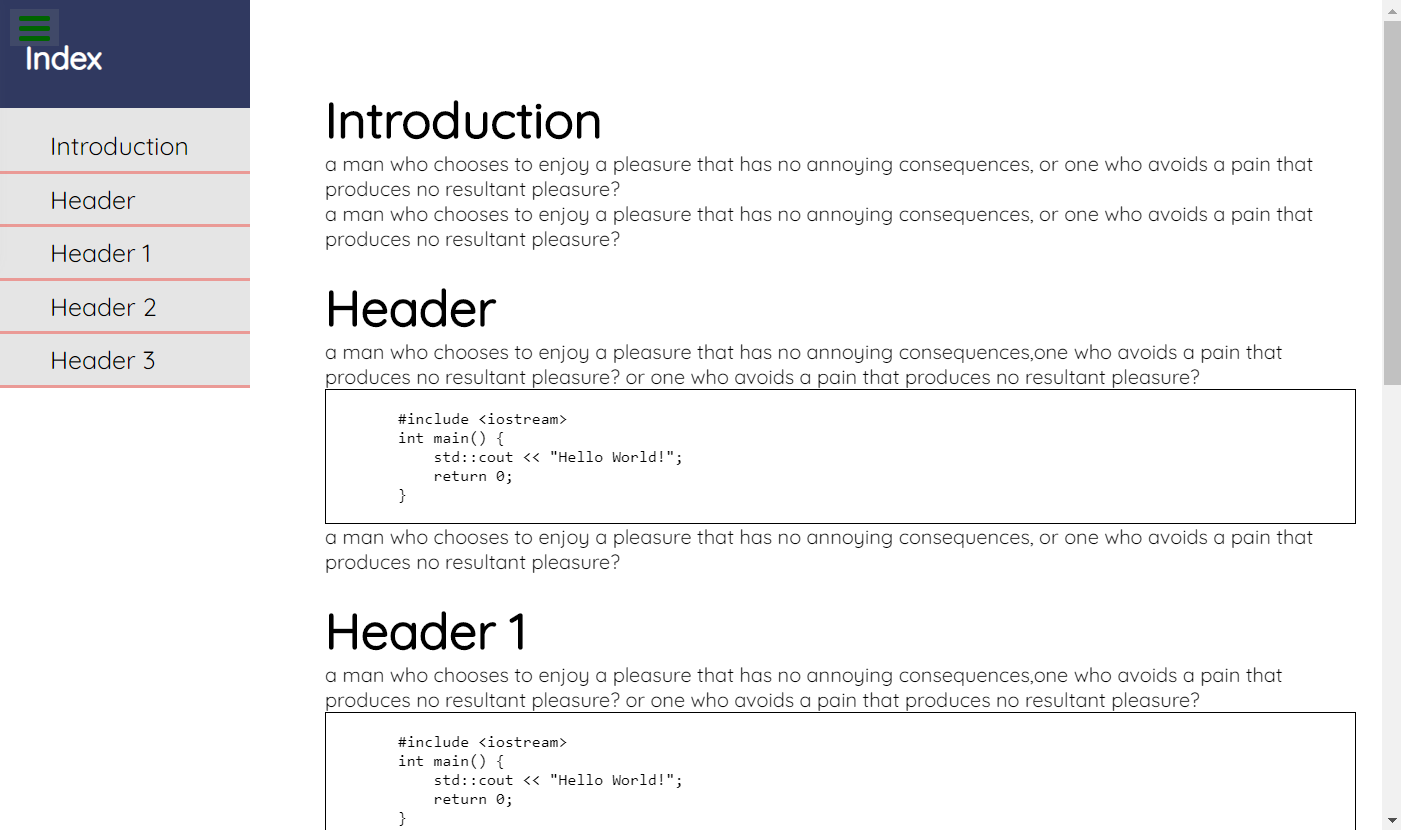 Index
Introduction
Header
Header 1
Header 2
Header 3
Introduction
a man who chooses to enjoy a pleasure that has no annoying consequences, or one who avoids a pain that
produces no resultant pleasure?
a man who chooses to enjoy a pleasure that has no annoying consequences, or one who avoids a pain that
produces no resultant pleasure?
Header
a man who chooses to enjoy a pleasure that has no annoying consequences,one who avoids a pain that
produces no resultant pleasure? or one who avoids a pain that produces no resultant pleasure?
#include <iostream>
int main() {
    std::cout << "Hello World!";
    return 0;
}
a man who chooses to enjoy a pleasure that has no annoying consequences, or one who avoids a pain that
produces no resultant pleasure?
Header 1
a man who chooses to enjoy a pleasure that has no annoying consequences,one who avoids a pain that
produces no resultant pleasure? or one who avoids a pain that produces no resultant pleasure?
#include <iostream>
int main() {
    std::cout << "Hello World!";
    return 0;
}